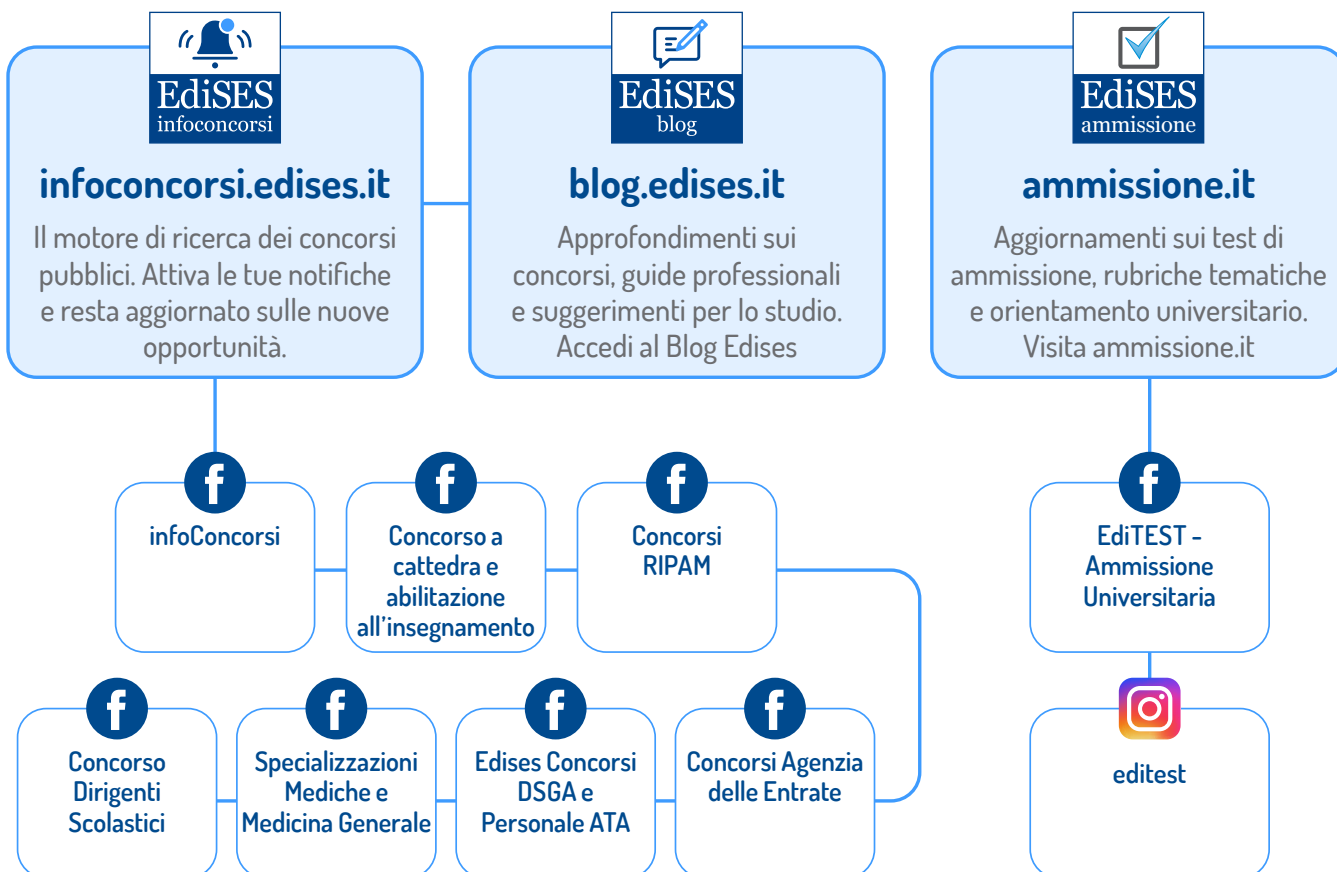 EdiSES
infoconcorsi
infoconcorsi.edises.it
Il motore di ricerca dei concorsi
pubblici. Attiva le tue notifiche
e resta aggiornato sulle nuove
opportunità.
EdiSES
blog
blog.edises.it
Approfondimenti sui
concorsi, guide professionali
e suggerimenti per lo studio.
Accedi al Blog Edises
EdiSES
ammissione
ammissione.it
Aggiornamenti sui test di
ammissione, rubriche tematiche
e orientamento universitario.
Visita ammissione.it
infoConcorsi
Concorso a
cattedra e
abilitazione
all'insegnamento
Concorsi
RIPAM
EdiTEST -
Ammissione
Universitaria
Concorso
Dirigenti
Scolastici
Specializzazioni
Mediche e
Medicina Generale
Edises Concorsi
DSGA e
Personale ATA
Concorsi Agenzia
delle Entrate
editest